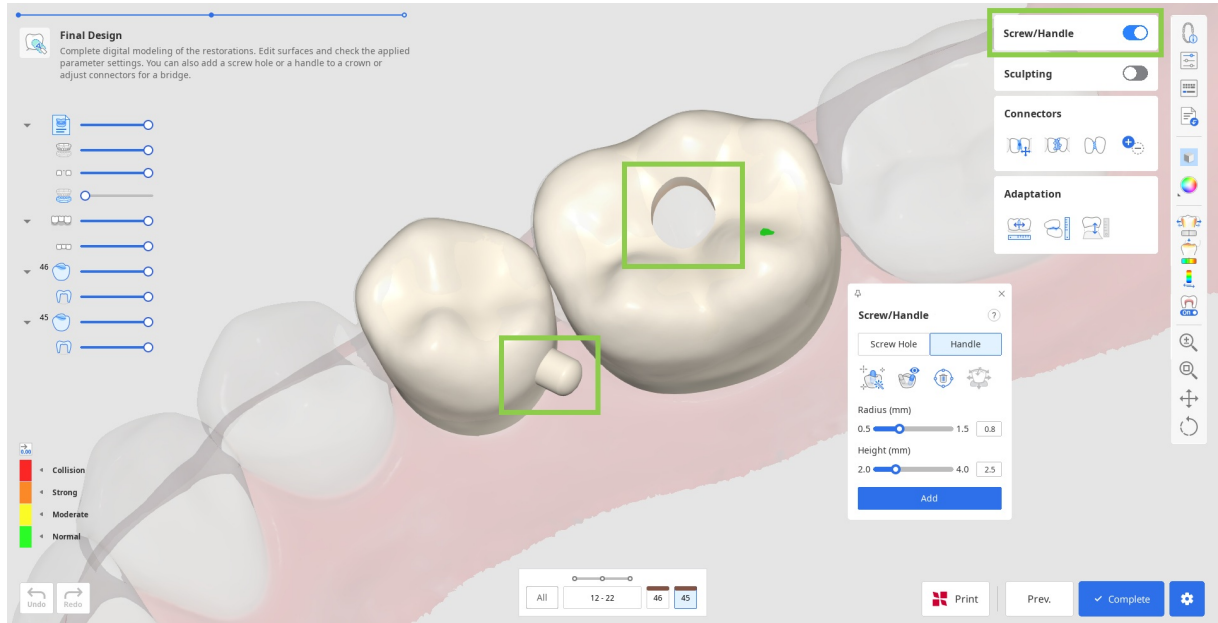 Final Design
Complete digital modeling of the restorations. Edit surfaces and check the applied
parameter settings. You can also add a screw hole or a handle to a crown or
adjust connectors for a bridge.
46
45
0.00
Collision
Strong
Moderate
Normal
Undo
Redo
All
12 - 22
46
45
Screw/Handle
Sculpting
Connectors
Adaptation
Screw/Handle
?
Screw Hole
Handle
Radius (mm)
0.5
1.5
0.8
Height (mm)
2.0
4.0
2.5
Add
ON
Print
Prev.
Complete